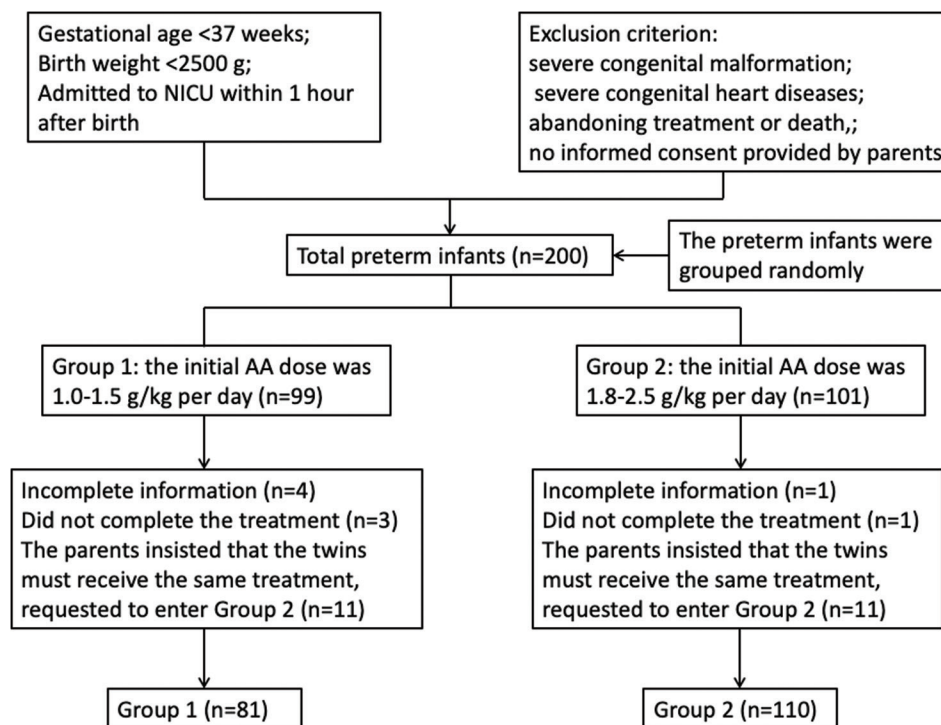 Gestational age <37 weeks;
Birth weight <2500 g;
Admitted to NICU within 1 hour
after birth
Exclusion criterion:
severe congenital malformation;
severe congenital heart diseases;
abandoning treatment or death,;
no informed consent provided by parents
Total preterm infants (n=200)
The preterm infants were
grouped randomly
Group 1: the initial AA dose was
1.0-1.5 g/kg per day (n=99)
Group 2: the initial AA dose was
1.8-2.5 g/kg per day (n=101)
Incomplete information (n=4)
Did not complete the treatment (n=3)
The parents insisted that the twins
must receive the same treatment,
requested to enter Group 2 (n=11)
Incomplete information (n=1)
Did not complete the treatment (n=1)
The parents insisted that the twins
must receive the same treatment,
requested to enter Group 2 (n=11)
Group 1 (n=81)
Group 2 (n=110)